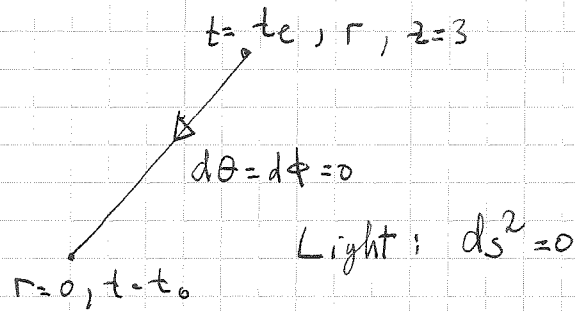 t = te , r , z = 3
dθ = dϕ = 0
Light : ds² = 0
r = 0 , t = t₀